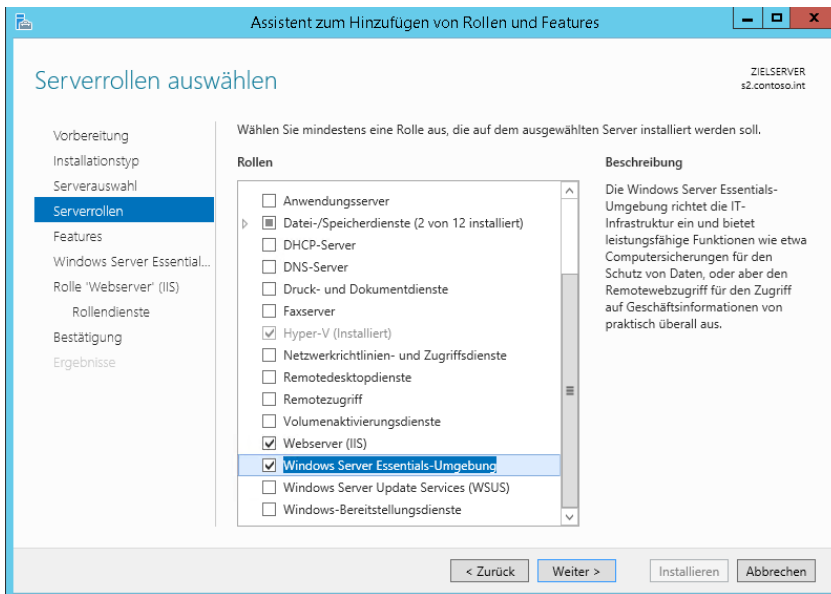 Assistent zum Hinzufügen von Rollen und Features
Serverrollen auswählen
ZIELSERVER
s2.contoso.int
Vorbereitung
Installationstyp
Serverauswahl
Serverrollen
Features
Windows Server Essential...
Rolle 'Webserver' (IIS)
Rollendienste
Bestätigung
Ergebnisse
Wählen Sie mindestens eine Rolle aus, die auf dem ausgewählten Server installiert werden soll.
Rollen
Anwendungsserver
Datei-/Speicherdienste (2 von 12 installiert)
DHCP-Server
DNS-Server
Druck- und Dokumentdienste
Faxserver
Hyper-V (Installiert)
Netzwerkrichtlinien- und Zugriffsdienste
Remotedesktopdienste
Remotezugriff
Volumenaktivierungsdienste
Webserver (IIS)
Windows Server Essentials-Umgebung
Windows Server Update Services (WSUS)
Windows-Bereitstellungsdienste
Beschreibung
Die Windows Server Essentials-
Umgebung richtet die IT-
Infrastruktur ein und bietet
leistungsfähige Funktionen wie etwa
Computersicherungen für den
Schutz von Daten, oder aber den
Remotewebzugriff für den Zugriff
auf Geschäftsinformationen von
praktisch überall aus.
< Zurück
Weiter >
Installieren
Abbrechen